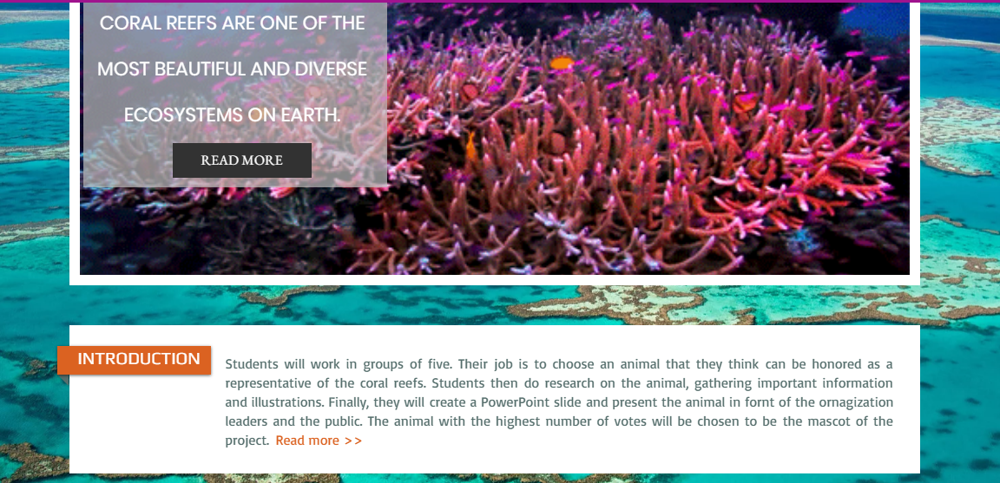 CORAL REEFS ARE ONE OF THE
MOST BEAUTIFUL AND DIVERSE
ECOSYSTEMS ON EARTH.
READ MORE
INTRODUCTION
Students will work in groups of five. Their job is to choose an animal that they think can be honored as a
representative of the coral reefs. Students then do research on the animal, gathering important information
and illustrations. Finally, they will create a PowerPoint slide and present the animal in fornt of the ornagization
leaders and the public. The animal with the highest number of votes will be chosen to be the mascot of the
project. Read more >>